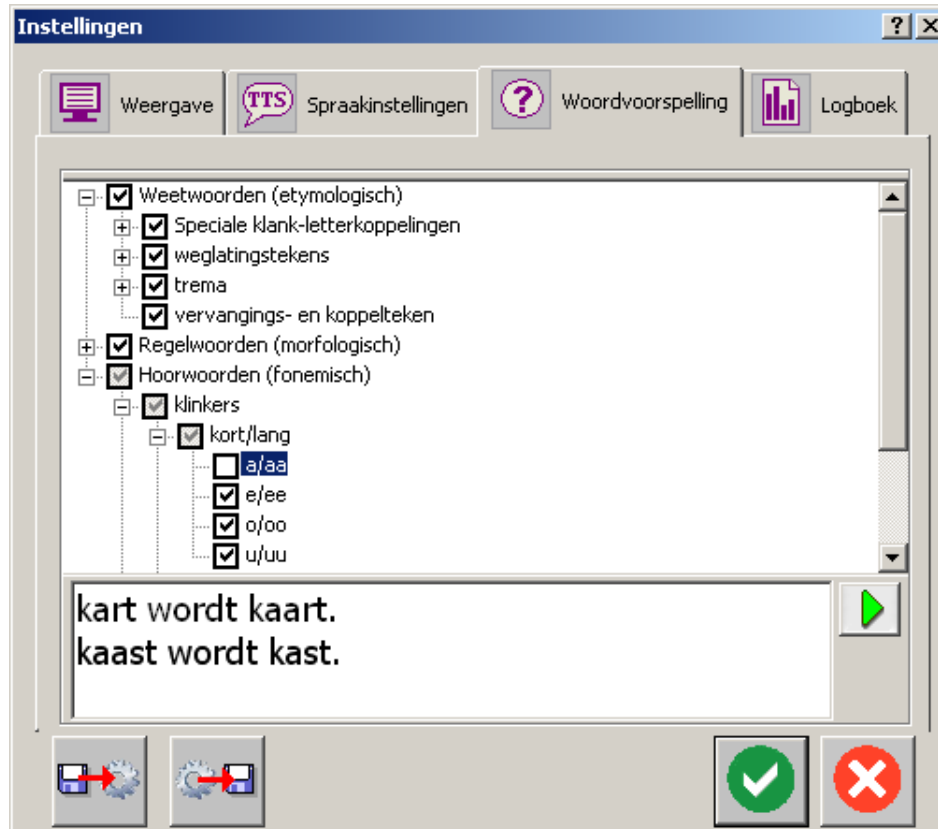 Instellingen
Weergave
TTS
Spraakinstellingen
Woordvoorspelling
Logboek
Weetwoorden (etymologisch)
Speciale klank-letterkoppelingen
weglatingstekens
trema
vervangings- en koppelteken
Regelwoorden (morfologisch)
Hoorwoorden (fonemisch)
klinkers
kort/lang
a/aa
e/ee
o/oo
u/uu
kart wordt kaart.
kaast wordt kast.